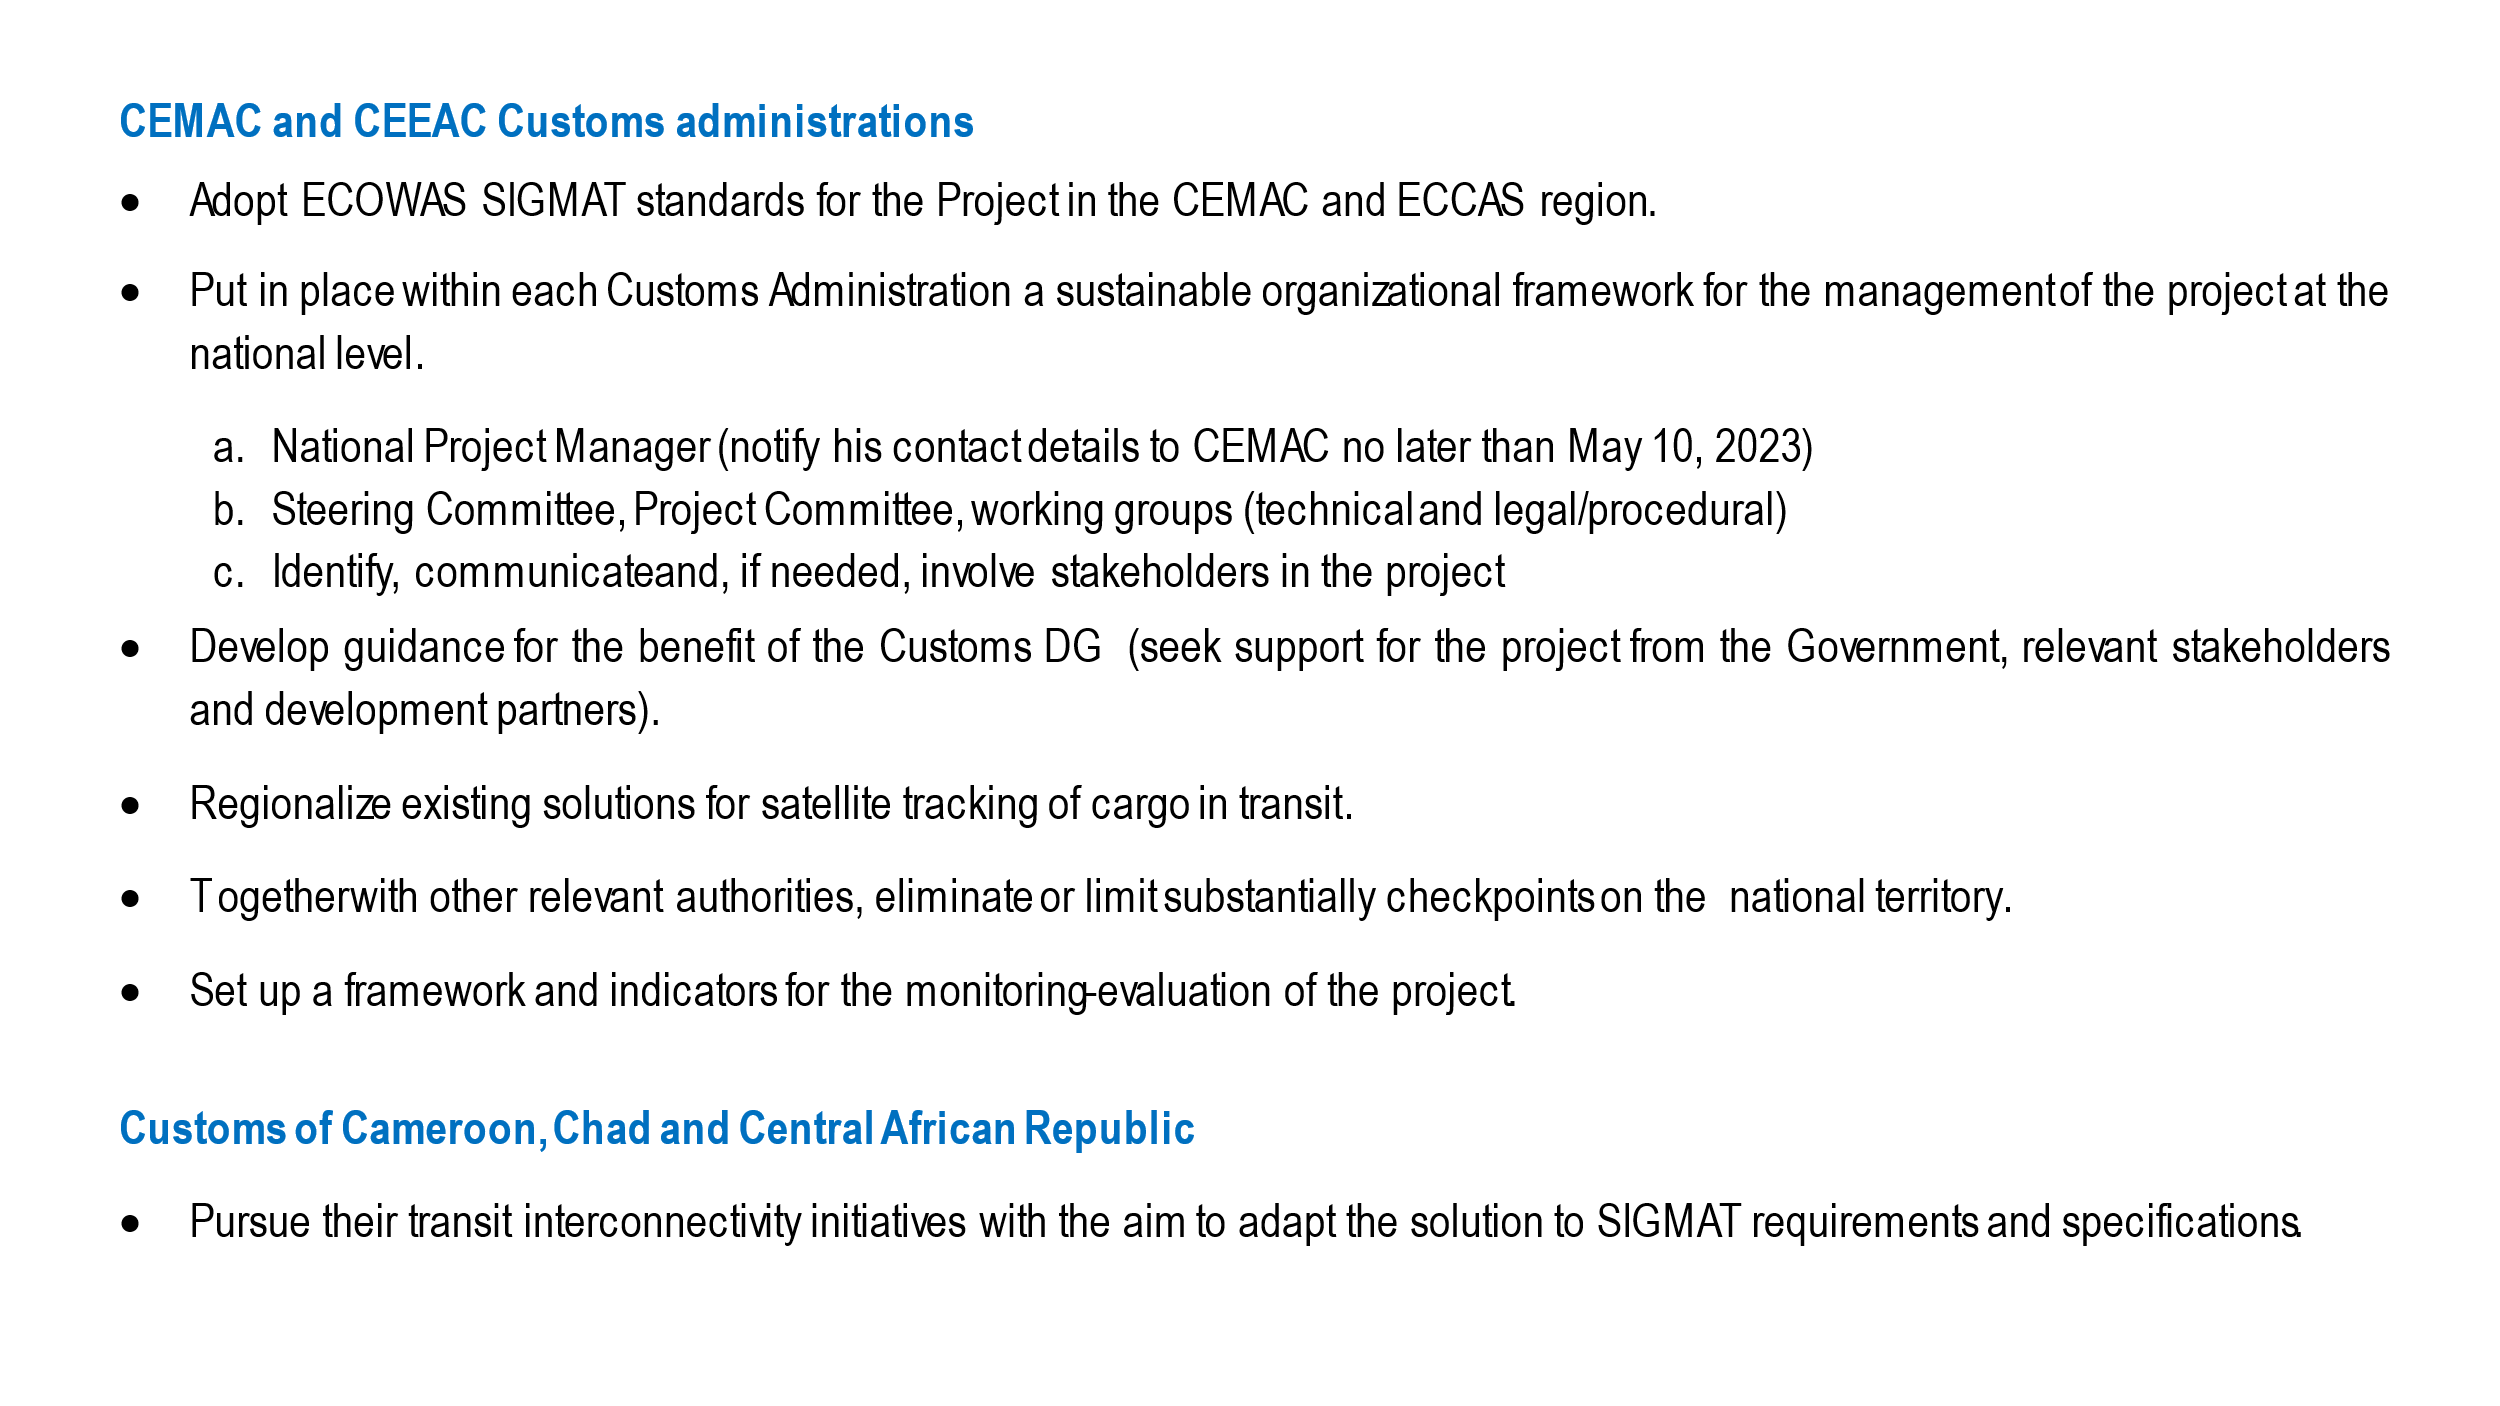 CEMAC and CEEAC Customs administrations
• Adopt ECOWAS SIGMAT standards for the Project in the CEMAC and ECCAS region.
• Put in place within each Customs Administration a sustainable organizational framework for the management of the project at the
national level.
a. National Project Manager (notify his contact details to CEMAC no later than May 10, 2023)
b. Steering Committee, Project Committee, working groups (technical and legal/procedural)
c. Identify, communicate and, if needed, involve stakeholders in the project
• Develop guidance for the benefit of the Customs DG (seek support for the project from the Government, relevant stakeholders
and development partners).
• Regionalize existing solutions for satellite tracking of cargo in transit.
• Together with other relevant authorities, eliminate or limit substantially checkpoints on the national territory.
• Set up a framework and indicators for the monitoring-evaluation of the project.
Customs of Cameroon, Chad and Central African Republic
• Pursue their transit interconnectivity initiatives with the aim to adapt the solution to SIGMAT requirements and specifications.